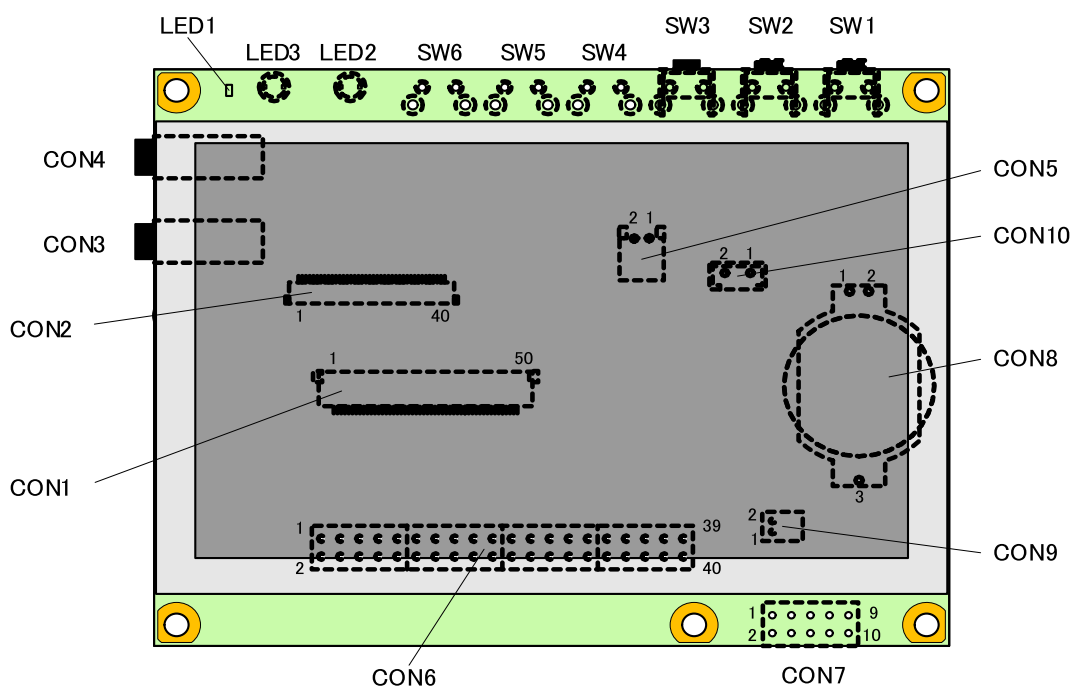 LED1
LED3
LED2
SW6
SW5
SW4
SW3
SW2
SW1
CON4
CON5
CON3
2 1
CON10
2 1
1 2
1 40
CON2
1 50
CON8
CON1
3
1 39
2
1
2 40
CON9
1 9
2 10
CON6
CON7